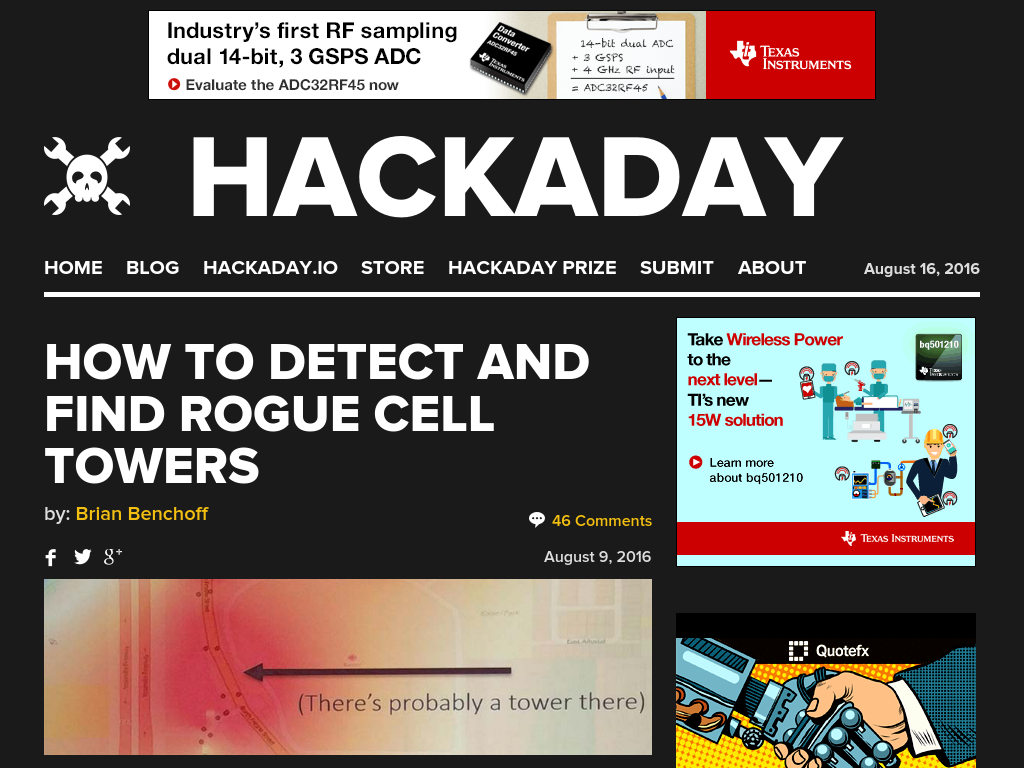 Industry's first RF sampling
dual 14-bit, 3 GSPS ADC
Evaluate the ADC32RF45 now
Data
Converter
ADC32RF45
TEXAS
INSTRUMENTS
14-bit dual ADC
+ 3 GSPS
+ 4 GHz RF input
= ADC32RF45
TEXAS
INSTRUMENTS
HACKADAY
HOME BLOG HACKADAY.IO STORE HACKADAY PRIZE SUBMIT ABOUT August 16, 2016
HOW TO DETECT AND
FIND ROGUE CELL
TOWERS
by: Brian Benchoff
46 Comments
August 9, 2016
(There's probably a tower there)
Take Wireless Power
to the
next level—
TI's new
15W solution
bq501210
Learn more
about bq501210
TEXAS INSTRUMENTS
Quotefx